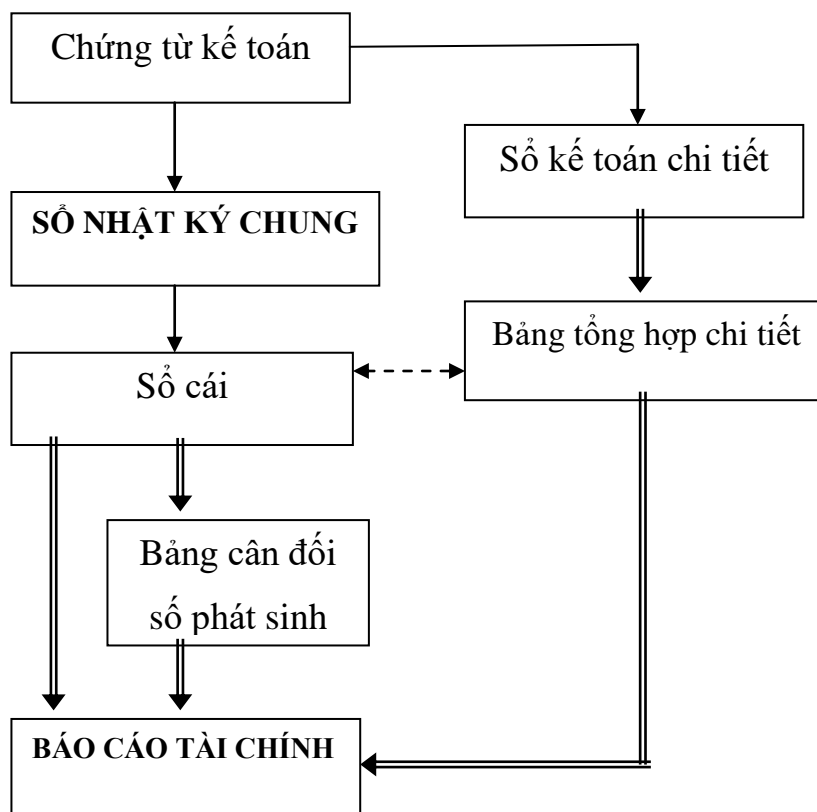 Chứng từ kế toán
Sổ kế toán chi tiết
SỔ NHẬT KÝ CHUNG
Bảng tổng hợp chi tiết
Sổ cái
Bảng cân đối
số phát sinh
BÁO CÁO TÀI CHÍNH